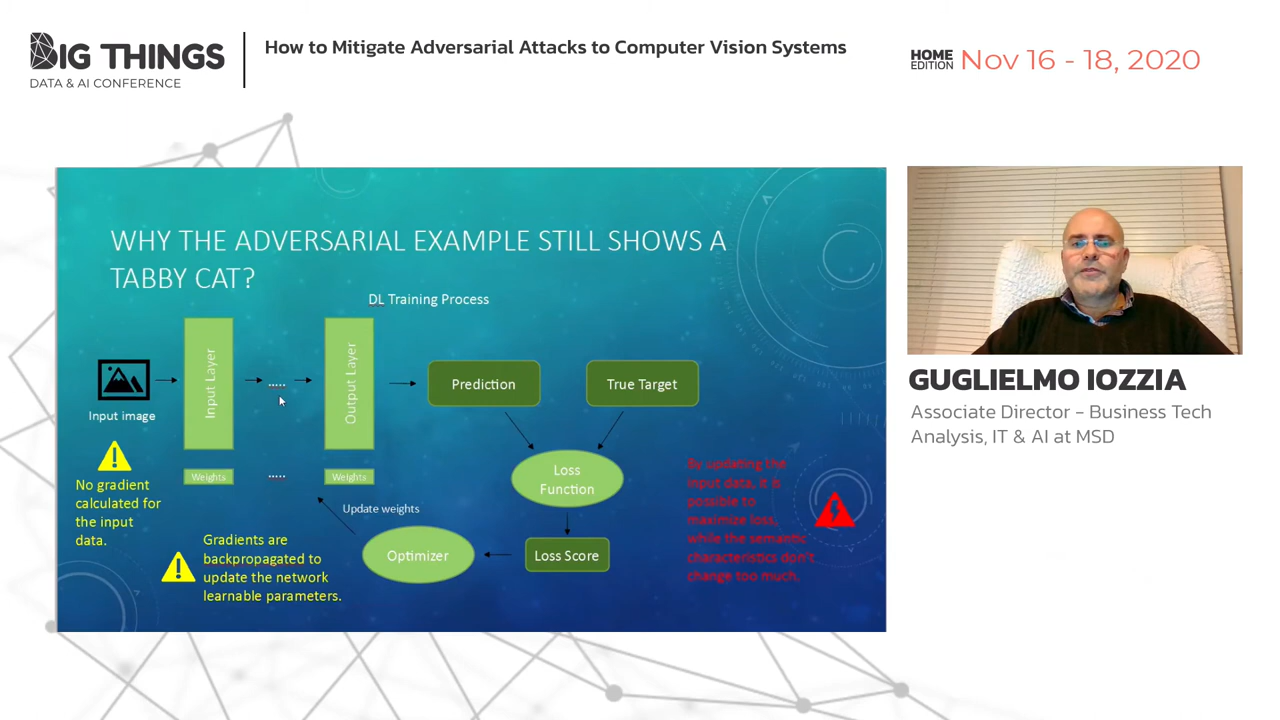 BIG THINGS
DATA & AI CONFERENCE
How to Mitigate Adversarial Attacks to Computer Vision Systems
HOME
EDITION
Nov 16 - 18, 2020
WHY THE ADVERSARIAL EXAMPLE STILL SHOWS A
TABBY CAT?
DL Training Process
Input image
Input Layer
.....
Output Layer
Prediction
True Target
Weights
.....
Weights
Loss
Function
Update weights
Optimizer
Loss Score
No gradient
calculated for
the input
data.
Gradients are
backpropagated to
update the network
learnable parameters.
By updating the
input data, it is
possible to
maximize loss,
while the semantic
characteristics don't
change too much.
GUGLIELMO IOZZIA
Associate Director - Business Tech
Analysis, IT & AI at MSD